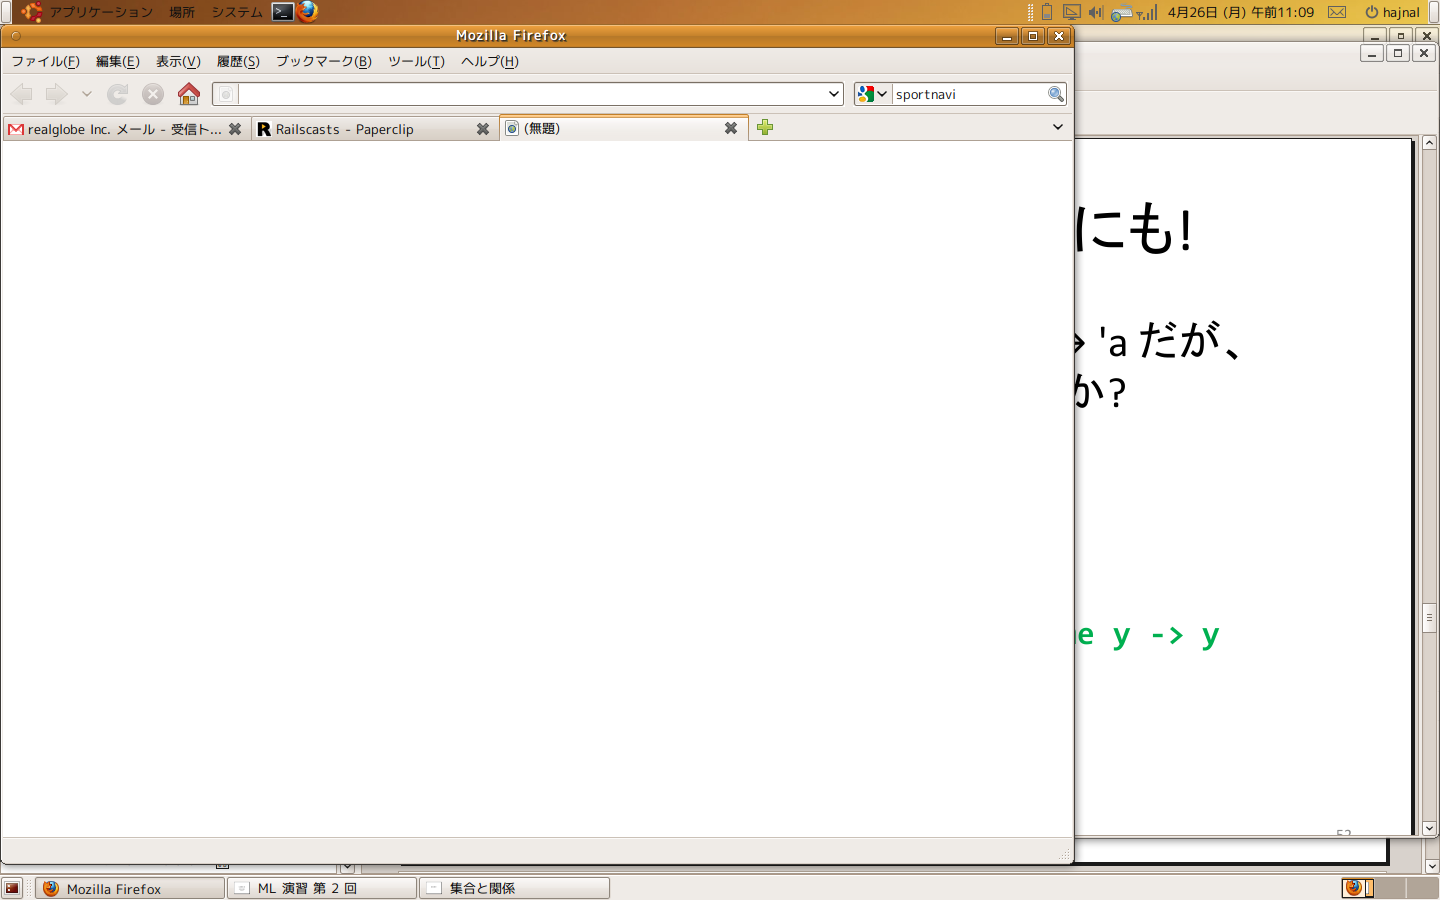 アプリケーション 場所 システム 4月26日 (月) 午前11:09 hajnal
Mozilla Firefox
ファイル(F) 編集(E) 表示(V) 履歴(S) ブックマーク(B) ツール(T) ヘルプ(H)
sportnavi
realglobe Inc. メール - 受信ト... Railscasts - Paperclip (無題)
にも!
'a だが、
か?
e y -> y
52
Mozilla Firefox ML 演習 第 2 回 集合と関係